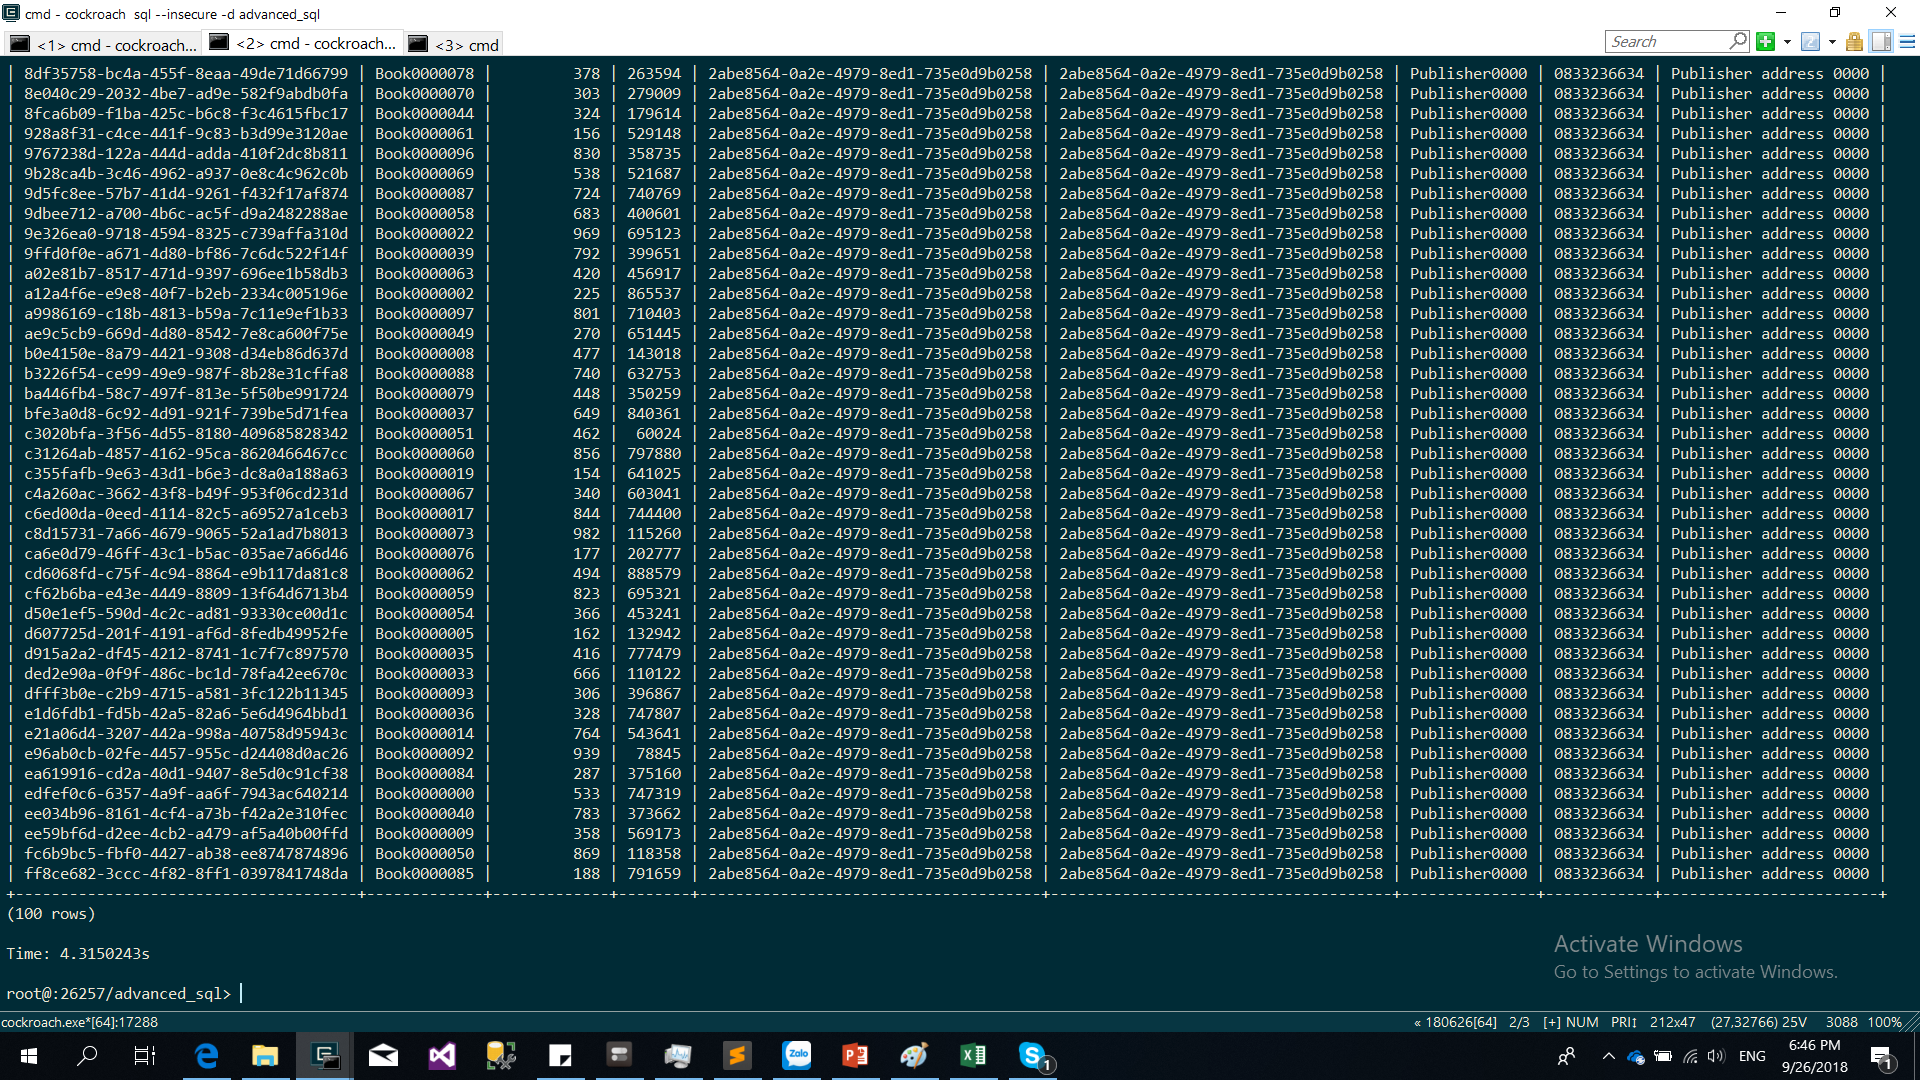 cmd - cockroach  sql --insecure -d advanced_sql
<1> cmd - cockroach... <2> cmd - cockroach... <3> cmd Search
| 8df35758-bc4a-455f-8eaa-49de71d66799 | Book0000078 | 378 | 263594 | 2abe8564-0a2e-4979-8ed1-735e0d9b0258 | 2abe8564-0a2e-4979-8ed1-735e0d9b0258 | Publisher0000 | 0833236634 | Publisher address 0000 |
| 8e040c29-2032-4be7-ad9e-582f9abdb0fa | Book0000070 | 303 | 279009 | 2abe8564-0a2e-4979-8ed1-735e0d9b0258 | 2abe8564-0a2e-4979-8ed1-735e0d9b0258 | Publisher0000 | 0833236634 | Publisher address 0000 |
| 8fca6b09-f1ba-425c-b6c8-f3c4615fbc17 | Book0000044 | 324 | 179614 | 2abe8564-0a2e-4979-8ed1-735e0d9b0258 | 2abe8564-0a2e-4979-8ed1-735e0d9b0258 | Publisher0000 | 0833236634 | Publisher address 0000 |
| 928a8f31-c4ce-441f-9c83-b3d99e3120ae | Book0000061 | 156 | 529148 | 2abe8564-0a2e-4979-8ed1-735e0d9b0258 | 2abe8564-0a2e-4979-8ed1-735e0d9b0258 | Publisher0000 | 0833236634 | Publisher address 0000 |
| 9767238d-122a-444d-adda-410f2dc8b811 | Book0000096 | 830 | 358735 | 2abe8564-0a2e-4979-8ed1-735e0d9b0258 | 2abe8564-0a2e-4979-8ed1-735e0d9b0258 | Publisher0000 | 0833236634 | Publisher address 0000 |
| 9b28ca4b-3c46-4962-a937-0e8c4c962c0b | Book0000069 | 538 | 521687 | 2abe8564-0a2e-4979-8ed1-735e0d9b0258 | 2abe8564-0a2e-4979-8ed1-735e0d9b0258 | Publisher0000 | 0833236634 | Publisher address 0000 |
| 9d5fc8ee-57b7-41d4-9261-f432f17af874 | Book0000087 | 724 | 740769 | 2abe8564-0a2e-4979-8ed1-735e0d9b0258 | 2abe8564-0a2e-4979-8ed1-735e0d9b0258 | Publisher0000 | 0833236634 | Publisher address 0000 |
| 9dbee712-a700-4b6c-ac5f-d9a2482288ae | Book0000058 | 683 | 400601 | 2abe8564-0a2e-4979-8ed1-735e0d9b0258 | 2abe8564-0a2e-4979-8ed1-735e0d9b0258 | Publisher0000 | 0833236634 | Publisher address 0000 |
| 9e326ea0-9718-4594-8325-c739affa310d | Book0000022 | 969 | 695123 | 2abe8564-0a2e-4979-8ed1-735e0d9b0258 | 2abe8564-0a2e-4979-8ed1-735e0d9b0258 | Publisher0000 | 0833236634 | Publisher address 0000 |
| 9ffd0f0e-a671-4d80-bf86-7c6dc522f14f | Book0000039 | 792 | 399651 | 2abe8564-0a2e-4979-8ed1-735e0d9b0258 | 2abe8564-0a2e-4979-8ed1-735e0d9b0258 | Publisher0000 | 0833236634 | Publisher address 0000 |
| a02e81b7-8517-471d-9397-696ee1b58db3 | Book0000063 | 420 | 456917 | 2abe8564-0a2e-4979-8ed1-735e0d9b0258 | 2abe8564-0a2e-4979-8ed1-735e0d9b0258 | Publisher0000 | 0833236634 | Publisher address 0000 |
| a12a4f6e-e9e8-40f7-b2eb-2334c005196e | Book0000002 | 225 | 865537 | 2abe8564-0a2e-4979-8ed1-735e0d9b0258 | 2abe8564-0a2e-4979-8ed1-735e0d9b0258 | Publisher0000 | 0833236634 | Publisher address 0000 |
| a9986169-c18b-4813-b59a-7c11e9ef1b33 | Book0000097 | 801 | 710403 | 2abe8564-0a2e-4979-8ed1-735e0d9b0258 | 2abe8564-0a2e-4979-8ed1-735e0d9b0258 | Publisher0000 | 0833236634 | Publisher address 0000 |
| ae9c5cb9-669d-4d80-8542-7e8ca600f75e | Book0000049 | 270 | 651445 | 2abe8564-0a2e-4979-8ed1-735e0d9b0258 | 2abe8564-0a2e-4979-8ed1-735e0d9b0258 | Publisher0000 | 0833236634 | Publisher address 0000 |
| b0e4150e-8a79-4421-9308-d34eb86d637d | Book0000008 | 477 | 143018 | 2abe8564-0a2e-4979-8ed1-735e0d9b0258 | 2abe8564-0a2e-4979-8ed1-735e0d9b0258 | Publisher0000 | 0833236634 | Publisher address 0000 |
| b3226f54-ce99-49e9-987f-8b28e31cffa8 | Book0000088 | 740 | 632753 | 2abe8564-0a2e-4979-8ed1-735e0d9b0258 | 2abe8564-0a2e-4979-8ed1-735e0d9b0258 | Publisher0000 | 0833236634 | Publisher address 0000 |
| ba446fb4-58c7-497f-813e-5f50be991724 | Book0000079 | 448 | 350259 | 2abe8564-0a2e-4979-8ed1-735e0d9b0258 | 2abe8564-0a2e-4979-8ed1-735e0d9b0258 | Publisher0000 | 0833236634 | Publisher address 0000 |
| bfe3a0d8-6c92-4d91-921f-739be5d71fea | Book0000037 | 649 | 840361 | 2abe8564-0a2e-4979-8ed1-735e0d9b0258 | 2abe8564-0a2e-4979-8ed1-735e0d9b0258 | Publisher0000 | 0833236634 | Publisher address 0000 |
| c3020bfa-3f56-4d55-8180-409685828342 | Book0000051 | 462 | 60024 | 2abe8564-0a2e-4979-8ed1-735e0d9b0258 | 2abe8564-0a2e-4979-8ed1-735e0d9b0258 | Publisher0000 | 0833236634 | Publisher address 0000 |
| c31264ab-4857-4162-95ca-8620466467cc | Book0000060 | 856 | 797880 | 2abe8564-0a2e-4979-8ed1-735e0d9b0258 | 2abe8564-0a2e-4979-8ed1-735e0d9b0258 | Publisher0000 | 0833236634 | Publisher address 0000 |
| c355fafb-9e63-43d1-b6e3-dc8a0a188a63 | Book0000019 | 154 | 641025 | 2abe8564-0a2e-4979-8ed1-735e0d9b0258 | 2abe8564-0a2e-4979-8ed1-735e0d9b0258 | Publisher0000 | 0833236634 | Publisher address 0000 |
| c4a260ac-3662-43f8-b49f-953f06cd231d | Book0000067 | 340 | 603041 | 2abe8564-0a2e-4979-8ed1-735e0d9b0258 | 2abe8564-0a2e-4979-8ed1-735e0d9b0258 | Publisher0000 | 0833236634 | Publisher address 0000 |
| c6ed00da-0eed-4114-82c5-a69527a1ceb3 | Book0000017 | 844 | 744400 | 2abe8564-0a2e-4979-8ed1-735e0d9b0258 | 2abe8564-0a2e-4979-8ed1-735e0d9b0258 | Publisher0000 | 0833236634 | Publisher address 0000 |
| c8d15731-7a66-4679-9065-52a1ad7b8013 | Book0000073 | 982 | 115260 | 2abe8564-0a2e-4979-8ed1-735e0d9b0258 | 2abe8564-0a2e-4979-8ed1-735e0d9b0258 | Publisher0000 | 0833236634 | Publisher address 0000 |
| ca6e0d79-46ff-43c1-b5ac-035ae7a66d46 | Book0000076 | 177 | 202777 | 2abe8564-0a2e-4979-8ed1-735e0d9b0258 | 2abe8564-0a2e-4979-8ed1-735e0d9b0258 | Publisher0000 | 0833236634 | Publisher address 0000 |
| cd6068fd-c75f-4c94-8864-e9b117da81c8 | Book0000062 | 494 | 888579 | 2abe8564-0a2e-4979-8ed1-735e0d9b0258 | 2abe8564-0a2e-4979-8ed1-735e0d9b0258 | Publisher0000 | 0833236634 | Publisher address 0000 |
| cf62b6ba-e43e-4449-8809-13f64d6713b4 | Book0000059 | 823 | 695321 | 2abe8564-0a2e-4979-8ed1-735e0d9b0258 | 2abe8564-0a2e-4979-8ed1-735e0d9b0258 | Publisher0000 | 0833236634 | Publisher address 0000 |
| d50e1ef5-590d-4c2c-ad81-93330ce00d1c | Book0000054 | 366 | 453241 | 2abe8564-0a2e-4979-8ed1-735e0d9b0258 | 2abe8564-0a2e-4979-8ed1-735e0d9b0258 | Publisher0000 | 0833236634 | Publisher address 0000 |
| d607725d-201f-4191-af6d-8fedb49952fe | Book0000005 | 162 | 132942 | 2abe8564-0a2e-4979-8ed1-735e0d9b0258 | 2abe8564-0a2e-4979-8ed1-735e0d9b0258 | Publisher0000 | 0833236634 | Publisher address 0000 |
| d915a2a2-df45-4212-8741-1c7f7c897570 | Book0000035 | 416 | 777479 | 2abe8564-0a2e-4979-8ed1-735e0d9b0258 | 2abe8564-0a2e-4979-8ed1-735e0d9b0258 | Publisher0000 | 0833236634 | Publisher address 0000 |
| ded2e90a-0f9f-486c-bc1d-78fa42ee670c | Book0000033 | 666 | 110122 | 2abe8564-0a2e-4979-8ed1-735e0d9b0258 | 2abe8564-0a2e-4979-8ed1-735e0d9b0258 | Publisher0000 | 0833236634 | Publisher address 0000 |
| dfff3b0e-c2b9-4715-a581-3fc122b11345 | Book0000093 | 306 | 396867 | 2abe8564-0a2e-4979-8ed1-735e0d9b0258 | 2abe8564-0a2e-4979-8ed1-735e0d9b0258 | Publisher0000 | 0833236634 | Publisher address 0000 |
| e1d6fdb1-fd5b-42a5-82a6-5e6d4964bbd1 | Book0000036 | 328 | 747807 | 2abe8564-0a2e-4979-8ed1-735e0d9b0258 | 2abe8564-0a2e-4979-8ed1-735e0d9b0258 | Publisher0000 | 0833236634 | Publisher address 0000 |
| e21a06d4-3207-442a-998a-40758d95943c | Book0000014 | 764 | 543641 | 2abe8564-0a2e-4979-8ed1-735e0d9b0258 | 2abe8564-0a2e-4979-8ed1-735e0d9b0258 | Publisher0000 | 0833236634 | Publisher address 0000 |
| e96ab0cb-02fe-4457-955c-d24408d0ac26 | Book0000092 | 939 | 78845 | 2abe8564-0a2e-4979-8ed1-735e0d9b0258 | 2abe8564-0a2e-4979-8ed1-735e0d9b0258 | Publisher0000 | 0833236634 | Publisher address 0000 |
| ea619916-cd2a-40d1-9407-8e5d0c91cf38 | Book0000084 | 287 | 375160 | 2abe8564-0a2e-4979-8ed1-735e0d9b0258 | 2abe8564-0a2e-4979-8ed1-735e0d9b0258 | Publisher0000 | 0833236634 | Publisher address 0000 |
| edfef0c6-6357-4a9f-aa6f-7943ac640214 | Book0000000 | 533 | 747319 | 2abe8564-0a2e-4979-8ed1-735e0d9b0258 | 2abe8564-0a2e-4979-8ed1-735e0d9b0258 | Publisher0000 | 0833236634 | Publisher address 0000 |
| ee034b96-8161-4cf4-a73b-f42a2e310fec | Book0000040 | 783 | 373662 | 2abe8564-0a2e-4979-8ed1-735e0d9b0258 | 2abe8564-0a2e-4979-8ed1-735e0d9b0258 | Publisher0000 | 0833236634 | Publisher address 0000 |
| ee59bf6d-d2ee-4cb2-a479-af5a40b00ffd | Book0000009 | 358 | 569173 | 2abe8564-0a2e-4979-8ed1-735e0d9b0258 | 2abe8564-0a2e-4979-8ed1-735e0d9b0258 | Publisher0000 | 0833236634 | Publisher address 0000 |
| fc6b9bc5-fbf0-4427-ab38-ee8747874896 | Book0000050 | 869 | 118358 | 2abe8564-0a2e-4979-8ed1-735e0d9b0258 | 2abe8564-0a2e-4979-8ed1-735e0d9b0258 | Publisher0000 | 0833236634 | Publisher address 0000 |
| ff8ce682-3ccc-4f82-8ff1-0397841748da | Book0000085 | 188 | 791659 | 2abe8564-0a2e-4979-8ed1-735e0d9b0258 | 2abe8564-0a2e-4979-8ed1-735e0d9b0258 | Publisher0000 | 0833236634 | Publisher address 0000 |
(100 rows)
Time: 4.3150243s
Activate Windows
Go to Settings to activate Windows.
root@:26257/advanced_sql>
cockroach.exe*[64]:17288 « 180626[64] 2/3 [+] NUM PRI↕ 212x47 (27,32766) 25V 3088 100%
Zalo 1 ENG 6:46 PM 1
9/26/2018